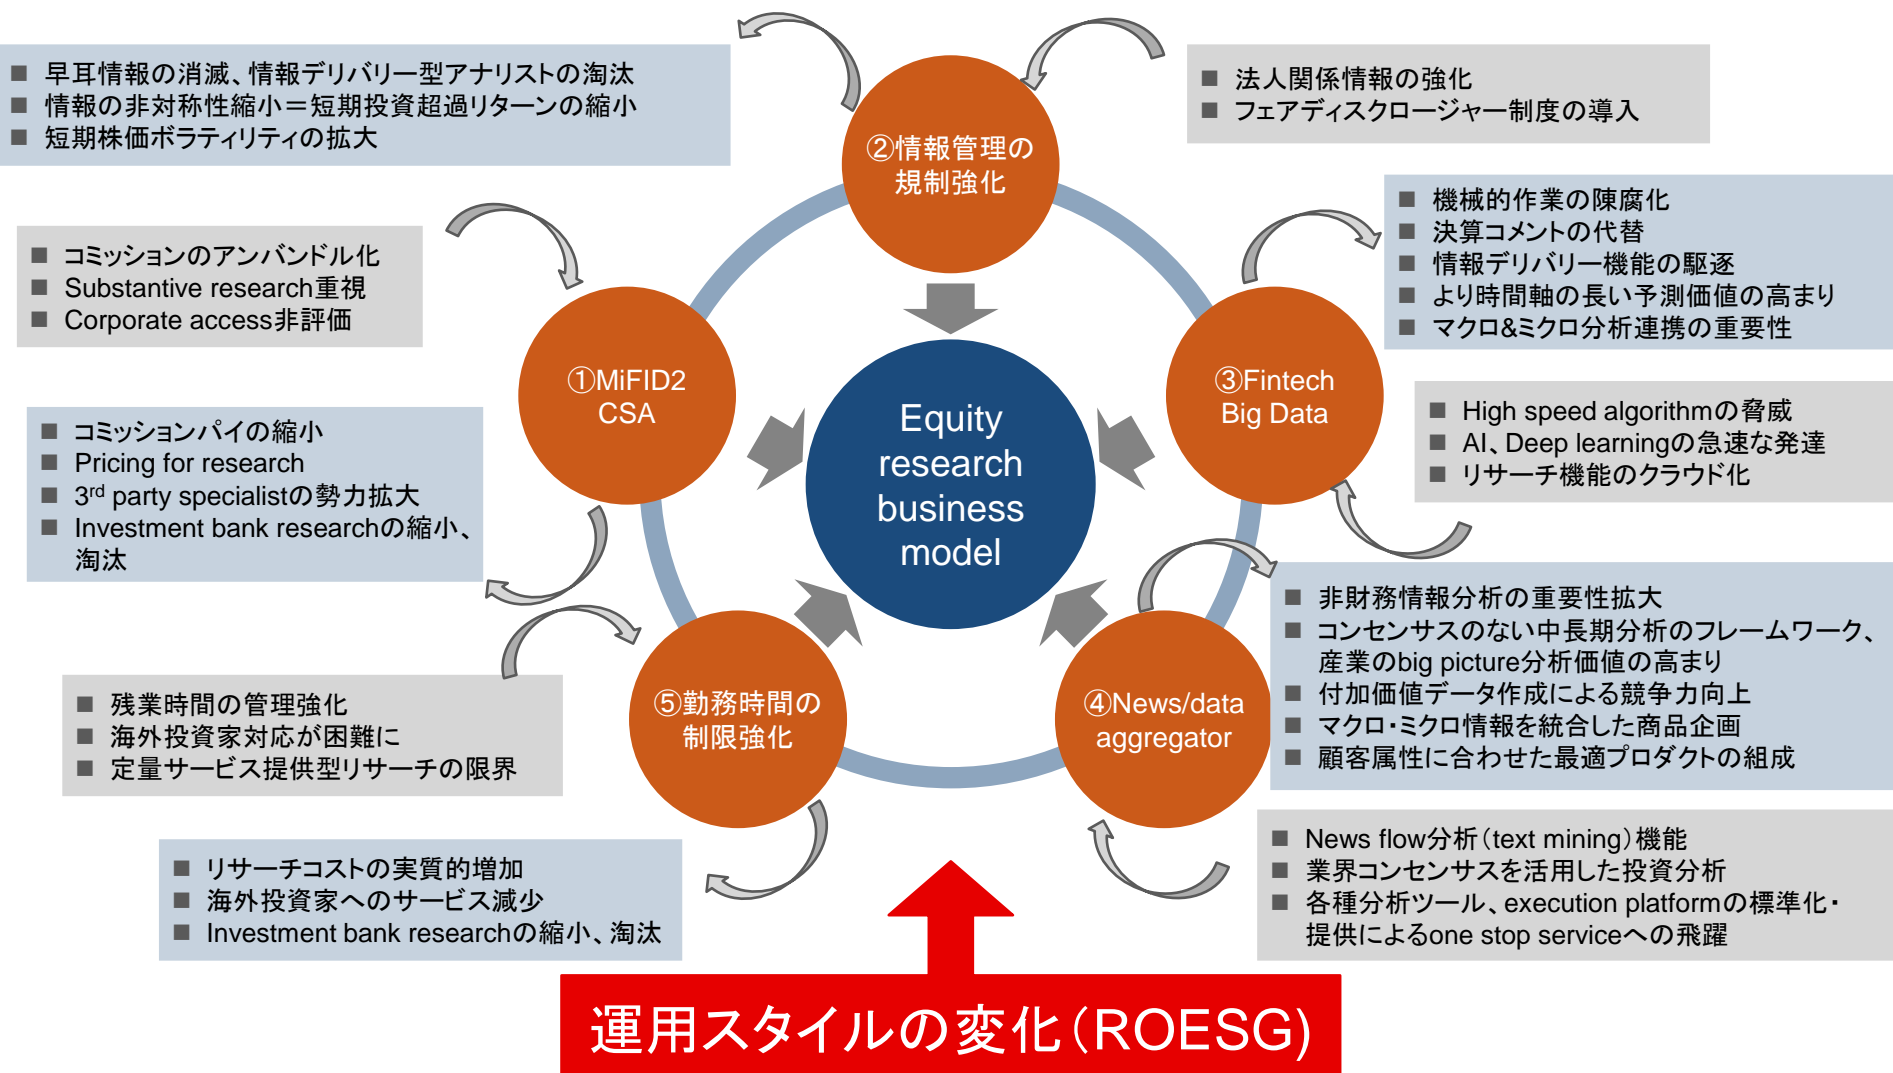 ■ 早耳情報の消滅、情報デリバリー型アナリストの淘汰
■ 情報の非対称性縮小＝短期投資超過リターンの縮小
■ 短期株価ボラティリティの拡大
②情報管理の
規制強化
■ 法人関係情報の強化
■ フェアディスクロージャー制度の導入
■ コミッションのアンバンドル化
■ Substantive research重視
■ Corporate access非評価
①MiFID2
CSA
■ コミッションパイの縮小
■ Pricing for research
■ 3rd party specialistの勢力拡大
■ Investment bank researchの縮小、
淘汰
Equity
research
business
model
■ 機械的作業の陳腐化
■ 決算コメントの代替
■ 情報デリバリー機能の駆逐
■ より時間軸の長い予測価値の高まり
■ マクロ&ミクロ分析連携の重要性
③Fintech
Big Data
■ High speed algorithmの脅威
■ AI、Deep learningの急速な発達
■ リサーチ機能のクラウド化
■ 残業時間の管理強化
■ 海外投資家対応が困難に
■ 定量サービス提供型リサーチの限界
⑤勤務時間の
制限強化
■ リサーチコストの実質的増加
■ 海外投資家へのサービス減少
■ Investment bank researchの縮小、淘汰
④News/data
aggregator
■ 非財務情報分析の重要性拡大
■ コンセンサスのない中長期分析のフレームワーク、
産業のbig picture分析価値の高まり
■ 付加価値データ作成による競争力向上
■ マクロ・ミクロ情報を統合した商品企画
■ 顧客属性に合わせた最適プロダクトの組成
■ News flow分析（text mining）機能
■ 業界コンセンサスを活用した投資分析
■ 各種分析ツール、execution platformの標準化・
提供によるone stop serviceへの飛躍
運用スタイルの変化（ROESG)